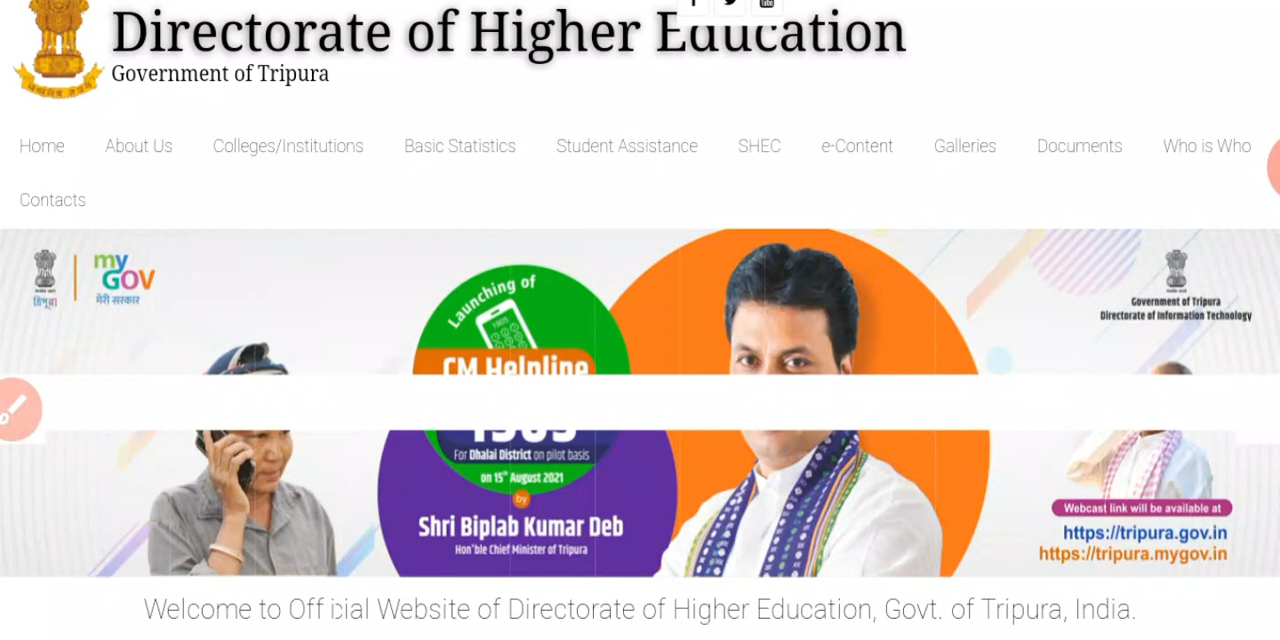 Directorate of Higher Education
Government of Tripura
Home About Us Colleges/Institutions Basic Statistics Student Assistance SHEC e-Content Galleries Documents Who is Who
Contacts
my
GOV
मेरी सरकार
Launching of
1905
CM Helpline
1905
For Dhalai District on pilot basis
on 15th August 2021
by
Shri Biplab Kumar Deb
Hon'ble Chief Minister of Tripura
Government of Tripura
Directorate of Information Technology
Webcast link will be available at
https://tripura.gov.in
https://tripura.mygov.in
Welcome to Official Website of Directorate of Higher Education, Govt. of Tripura, India.